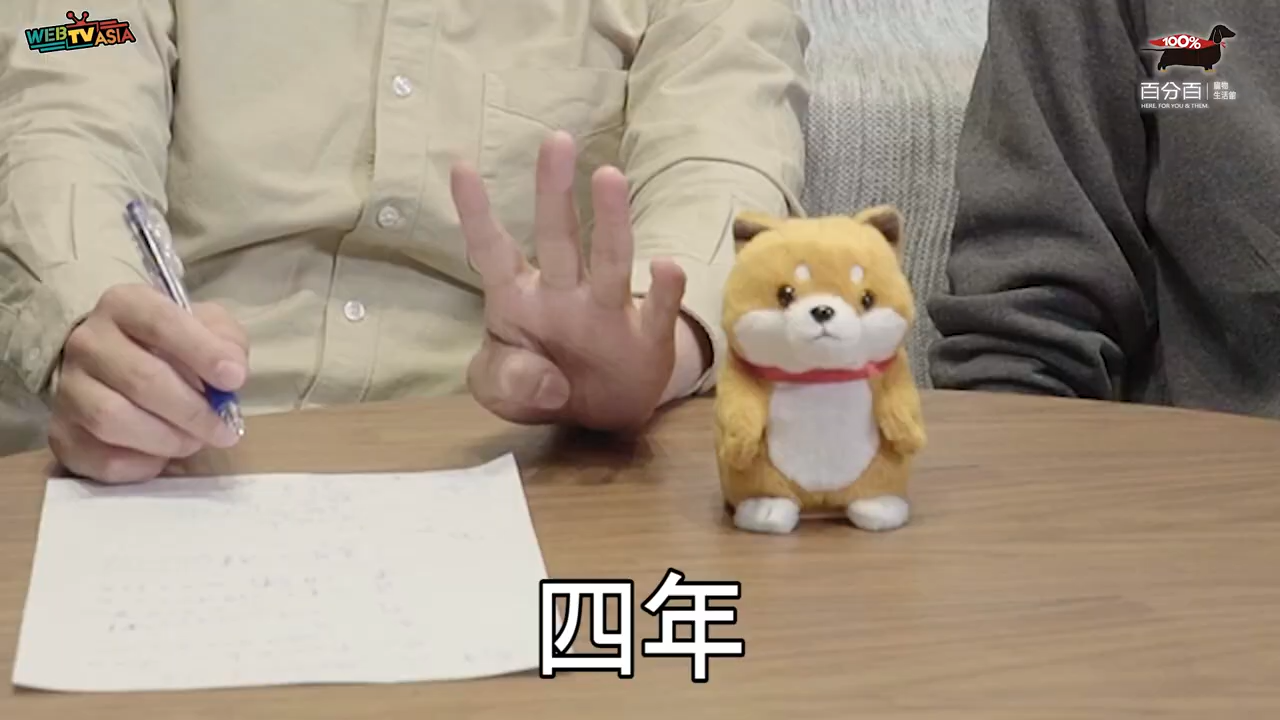 WEBTVASIA
100%
百分百
寵物
生活館
HERE, FOR YOU & THEM.
四年